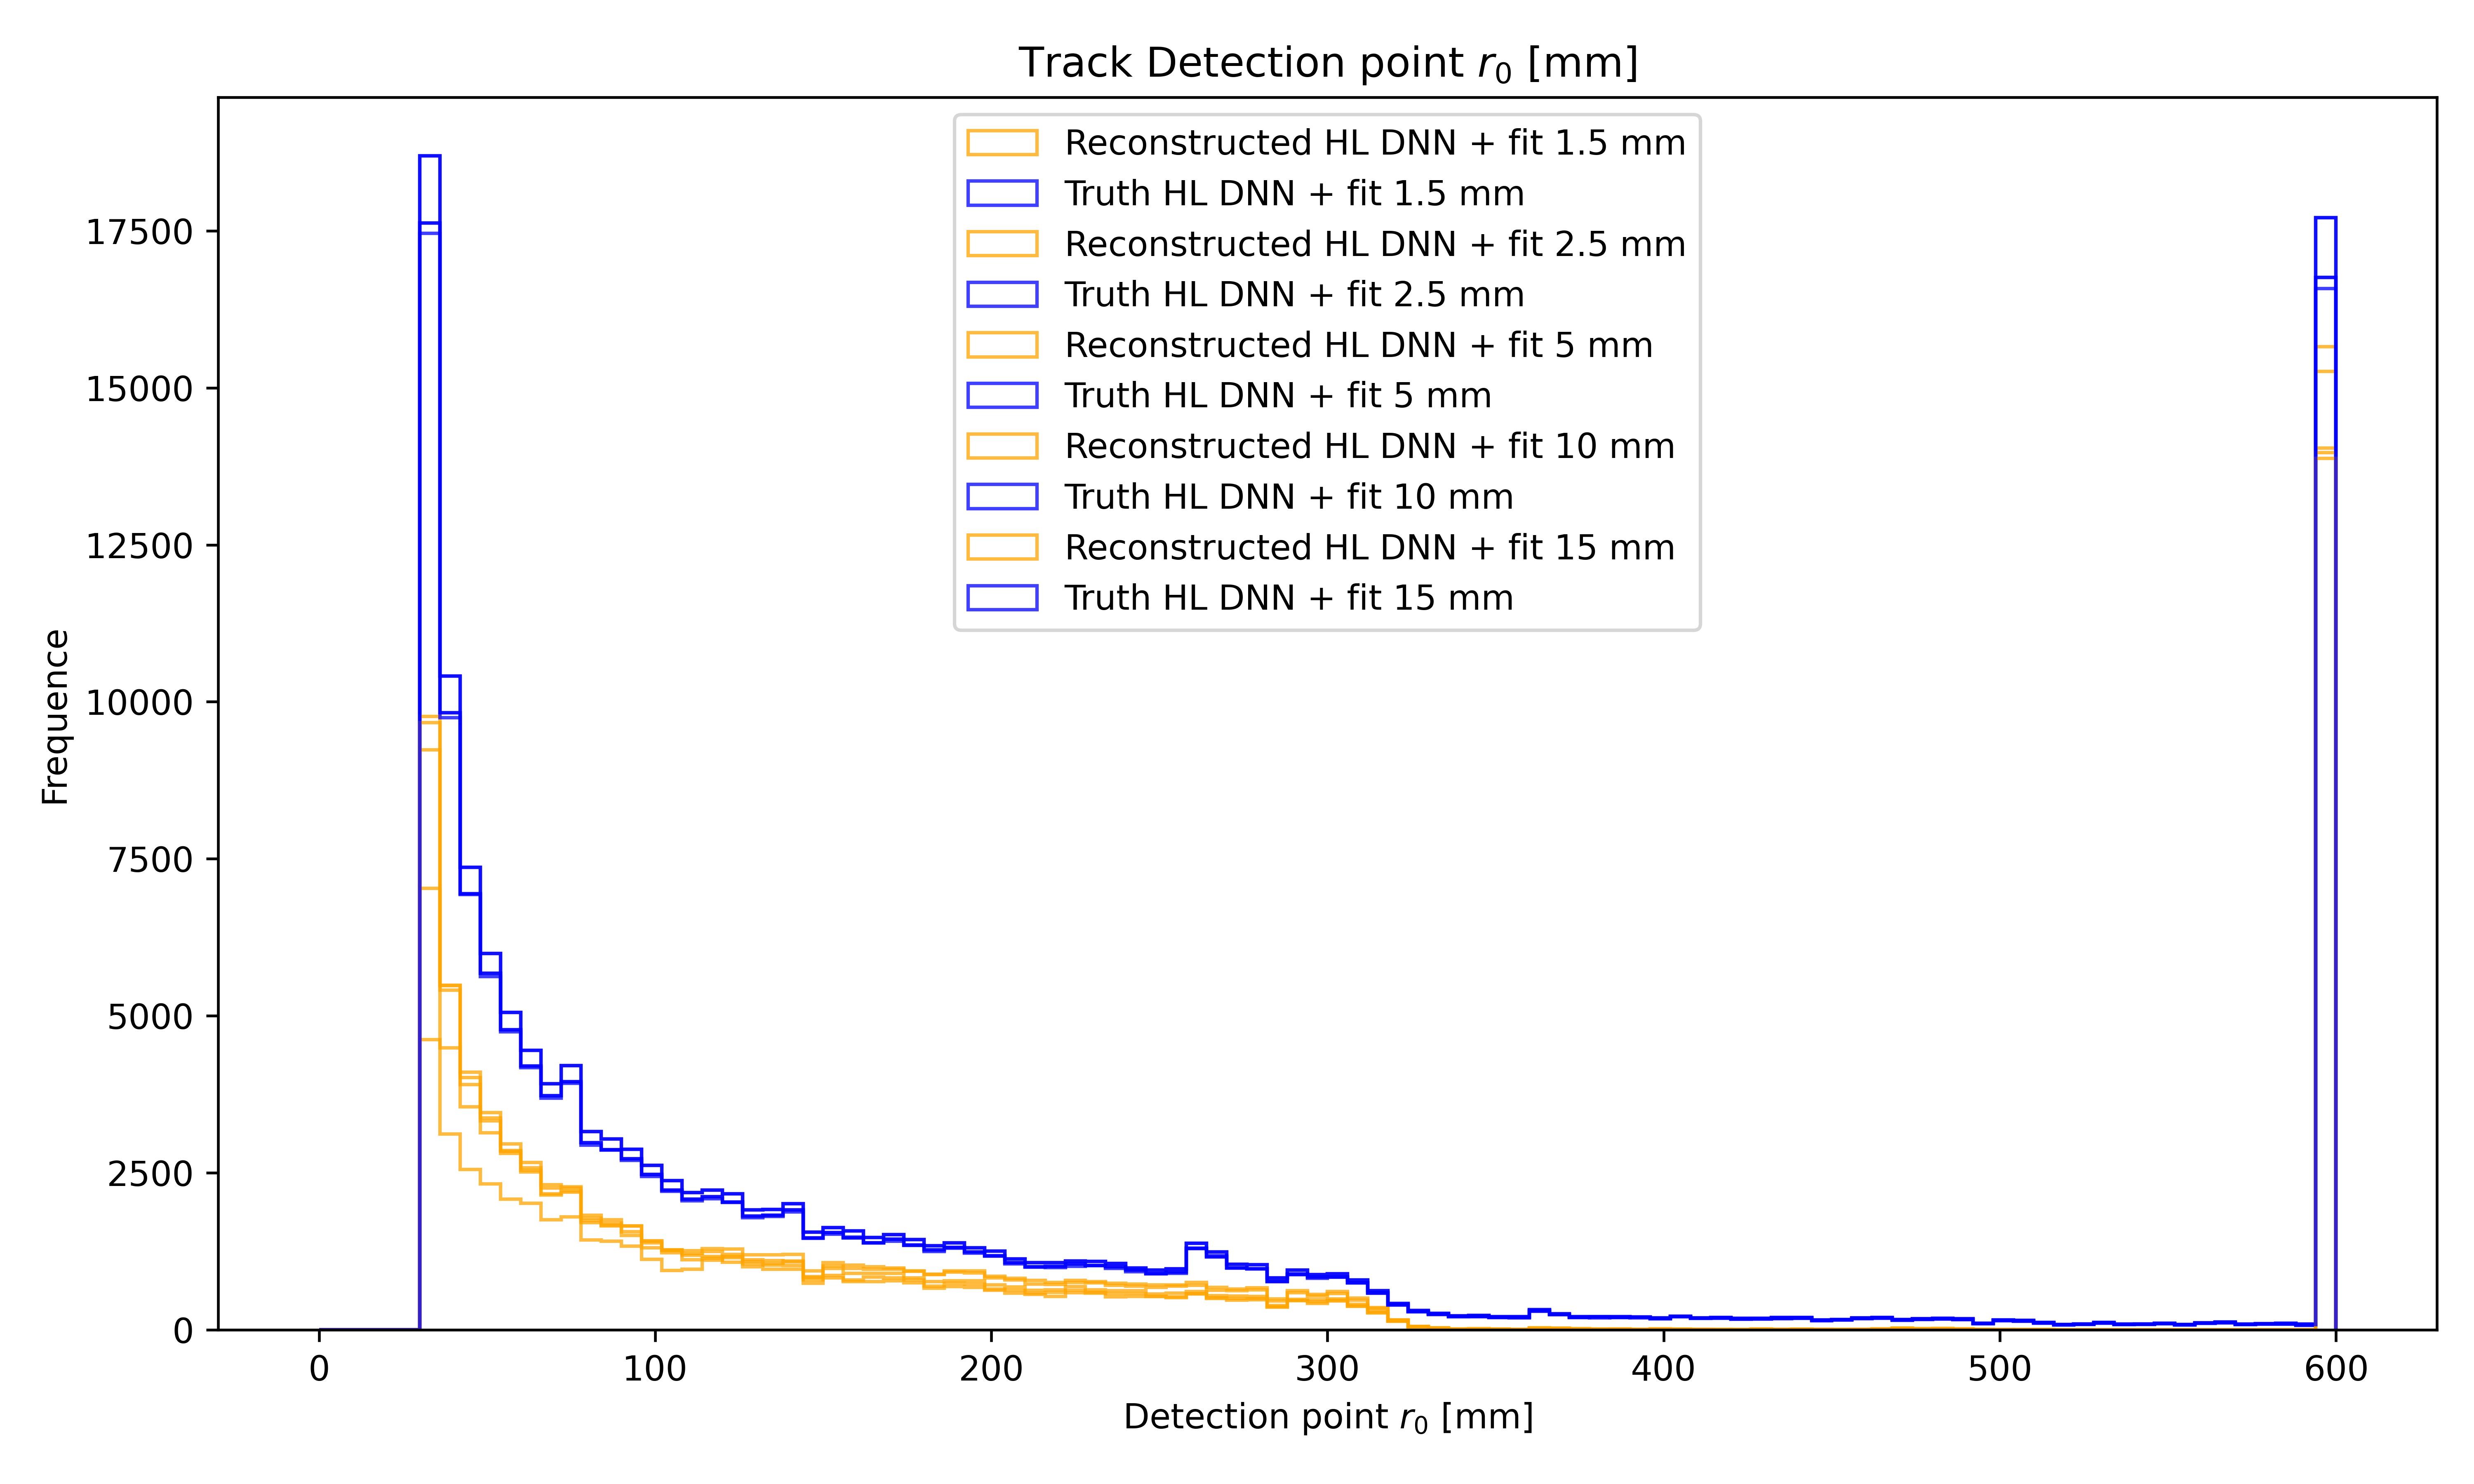 Track Detection point r₀ [mm]
Reconstructed HL DNN + fit 1.5 mm
Truth HL DNN + fit 1.5 mm
Reconstructed HL DNN + fit 2.5 mm
Truth HL DNN + fit 2.5 mm
Reconstructed HL DNN + fit 5 mm
Truth HL DNN + fit 5 mm
Reconstructed HL DNN + fit 10 mm
Truth HL DNN + fit 10 mm
Reconstructed HL DNN + fit 15 mm
Truth HL DNN + fit 15 mm
Frequence
17500
15000
12500
10000
7500
5000
2500
0
0 100 200 300 400 500 600
Detection point r₀ [mm]